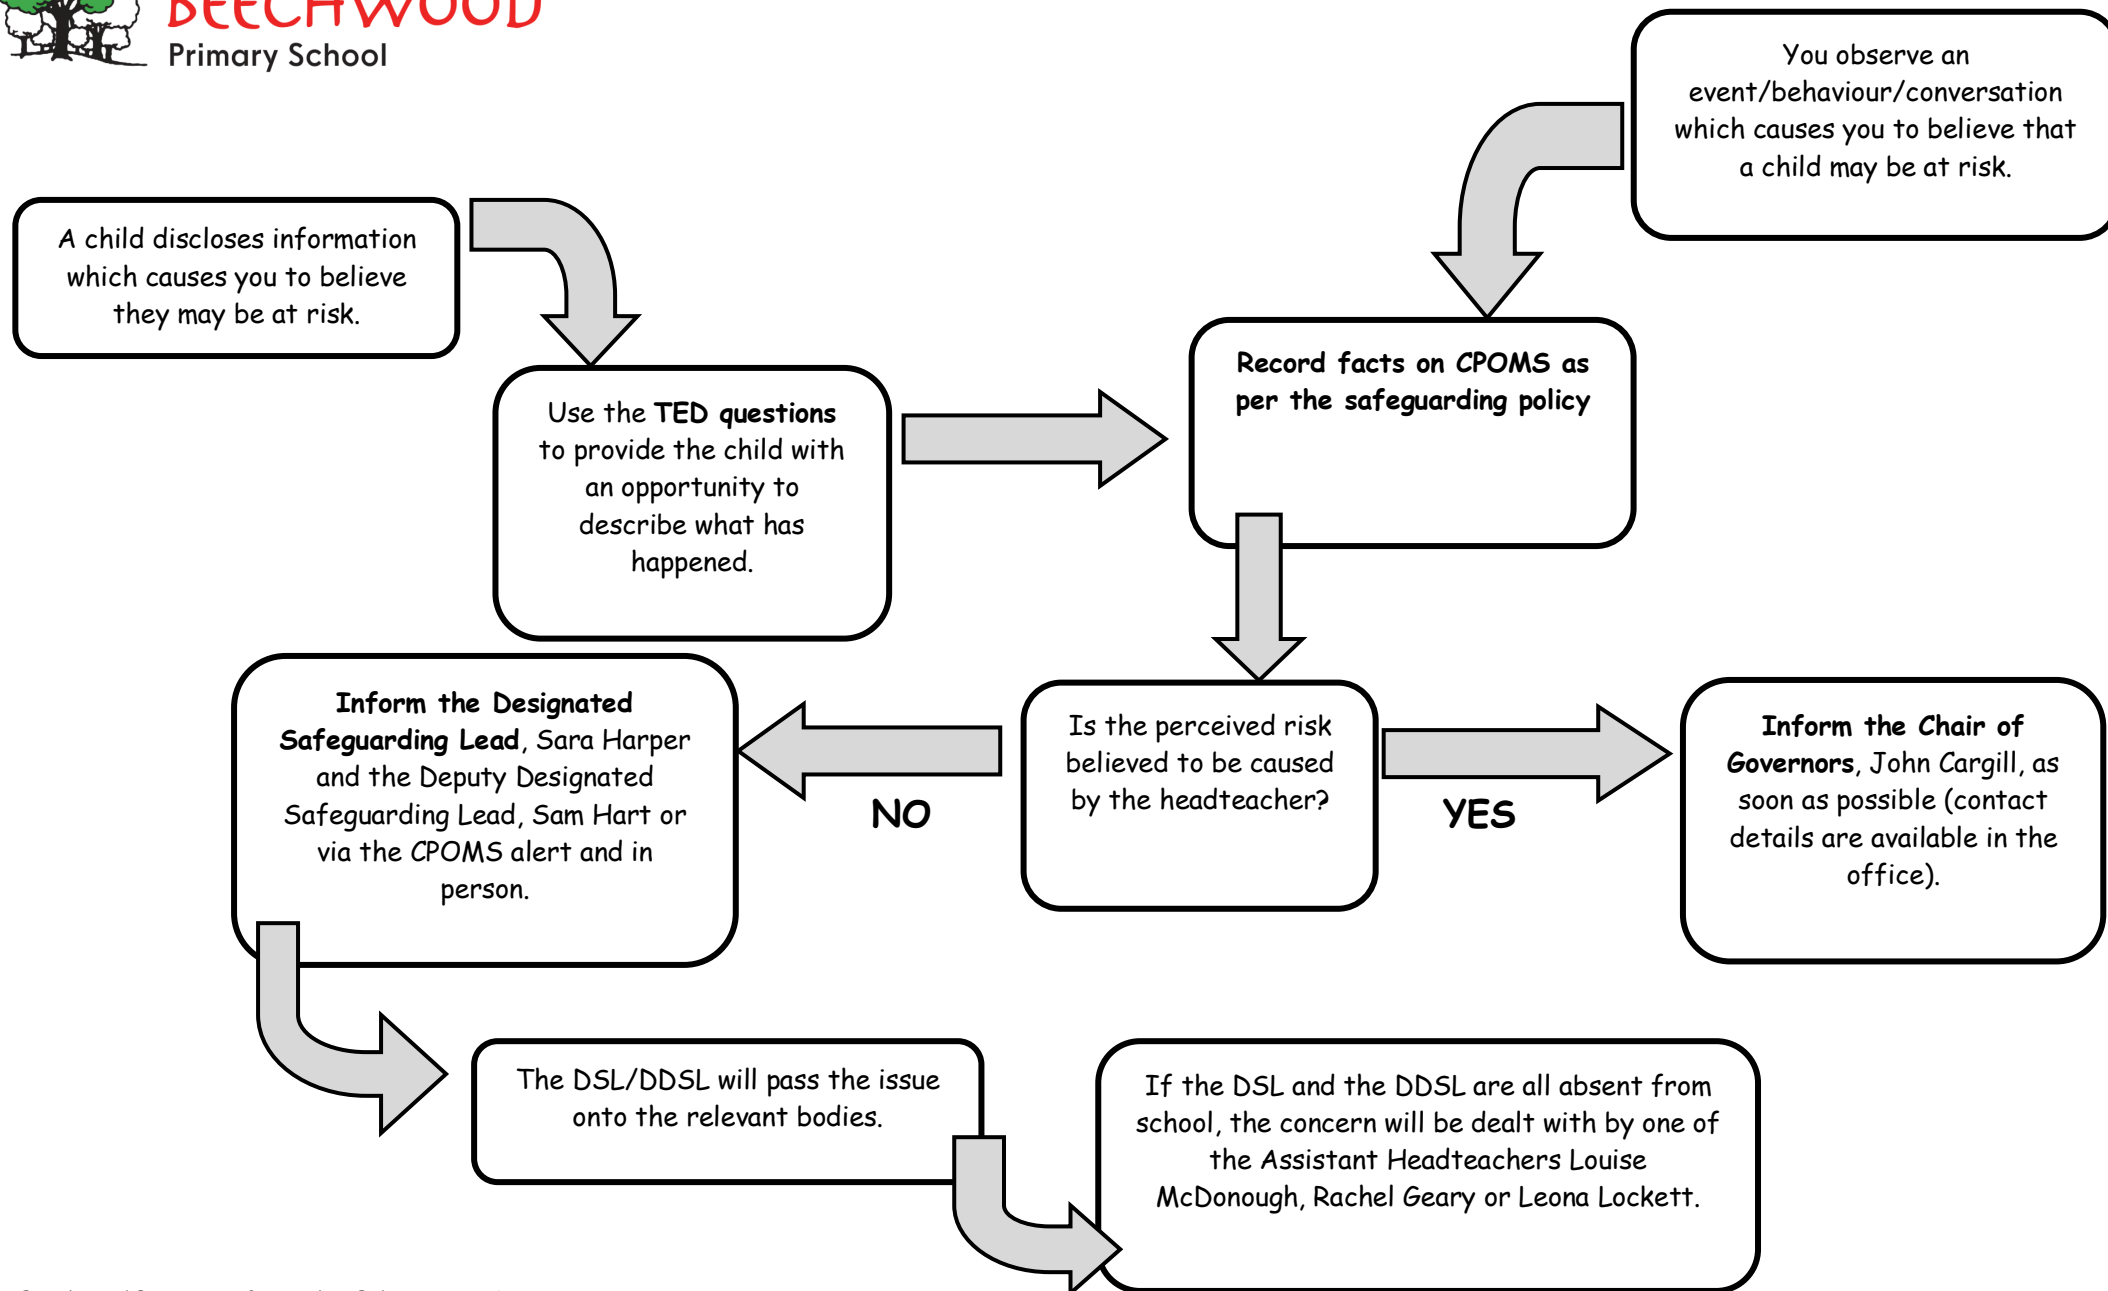 BEECHWOOD
Primary School
You observe an
event/behaviour/conversation
which causes you to believe that
a child may be at risk.
A child discloses information
which causes you to believe
they may be at risk.
Use the TED questions
to provide the child with
an opportunity to
describe what has
happened.
Record facts on CPOMS as
per the safeguarding policy
Is the perceived risk
believed to be caused
by the headteacher?
NO
YES
Inform the Designated
Safeguarding Lead, Sara Harper
and the Deputy Designated
Safeguarding Lead, Sam Hart or
via the CPOMS alert and in
person.
Inform the Chair of
Governors, John Cargill, as
soon as possible (contact
details are available in the
office).
The DSL/DDSL will pass the issue
onto the relevant bodies.
If the DSL and the DDSL are all absent from
school, the concern will be dealt with by one of
the Assistant Headteachers Louise
McDonough, Rachel Geary or Leona Lockett.